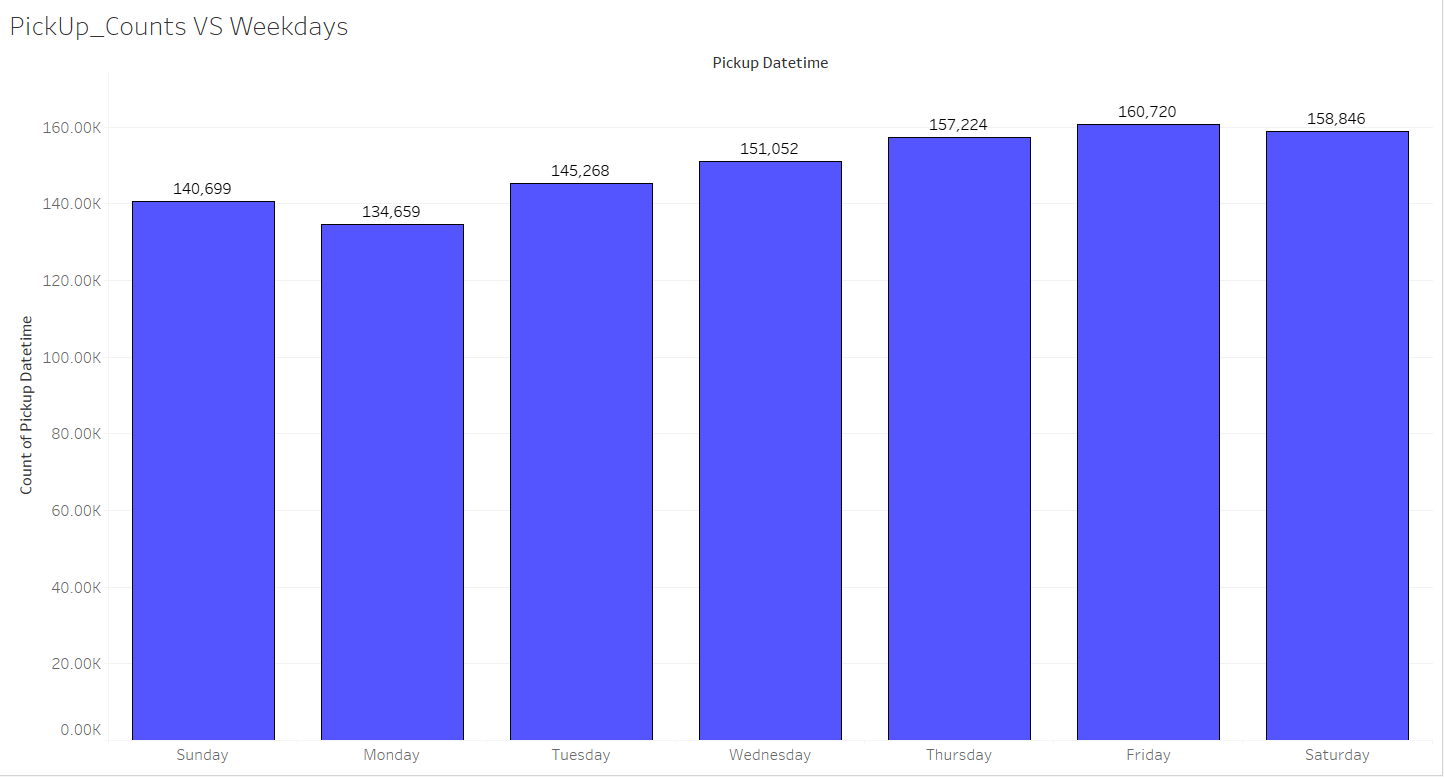 PickUp_Counts VS Weekdays
Pickup Datetime
Count of Pickup Datetime
160.00K
140.00K
120.00K
100.00K
80.00K
60.00K
40.00K
20.00K
0.00K
140,699
134,659
145,268
151,052
157,224
160,720
158,846
Sunday
Monday
Tuesday
Wednesday
Thursday
Friday
Saturday